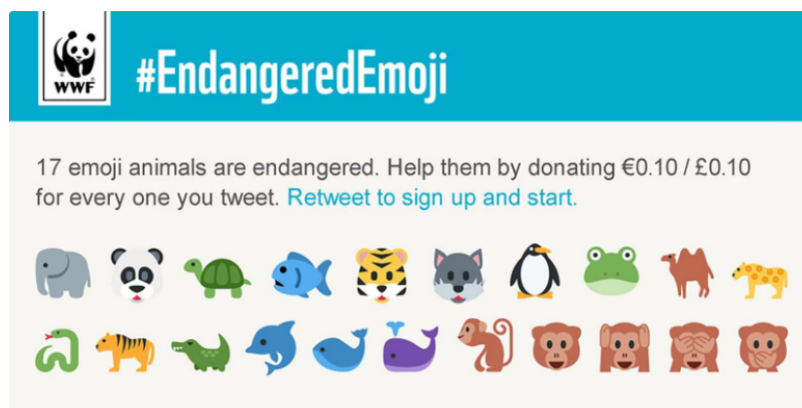 WWF
#EndangeredEmoji
17 emoji animals are endangered. Help them by donating €0.10 / £0.10
for every one you tweet. Retweet to sign up and start.